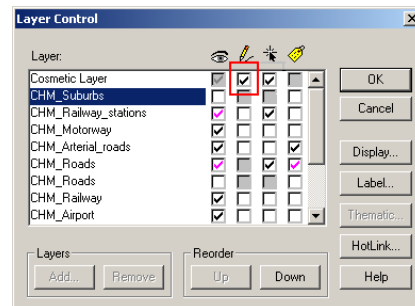 Layer Control
Layer:
Cosmetic Layer
CHM_Suburbs
CHM_Railway_stations
CHM_Motorway
CHM_Arterial_roads
CHM_Roads
CHM_Roads
CHM_Railway
CHM_Airport
OK
Cancel
Display...
Label...
Thematic...
HotLink...
Help
Layers
Add...
Remove
Reorder
Up
Down